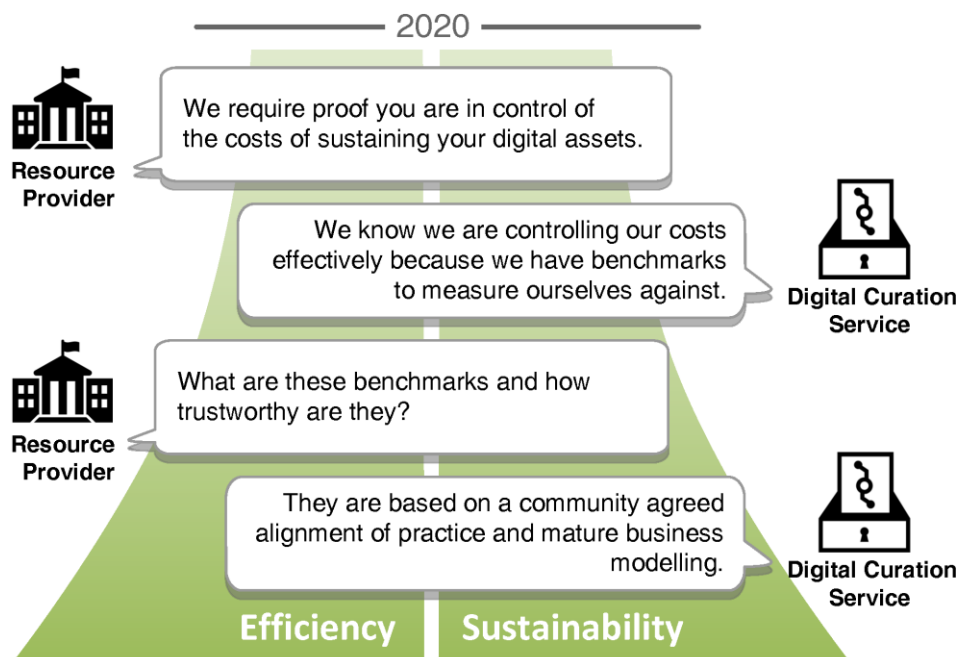 2020
We require proof you are in control of
the costs of sustaining your digital assets.
Resource
Provider
We know we are controlling our costs
effectively because we have benchmarks
to measure ourselves against.
Digital Curation
Service
What are these benchmarks and how
trustworthy are they?
Resource
Provider
They are based on a community agreed
alignment of practice and mature business
modelling.
Digital Curation
Service
Efficiency
Sustainability